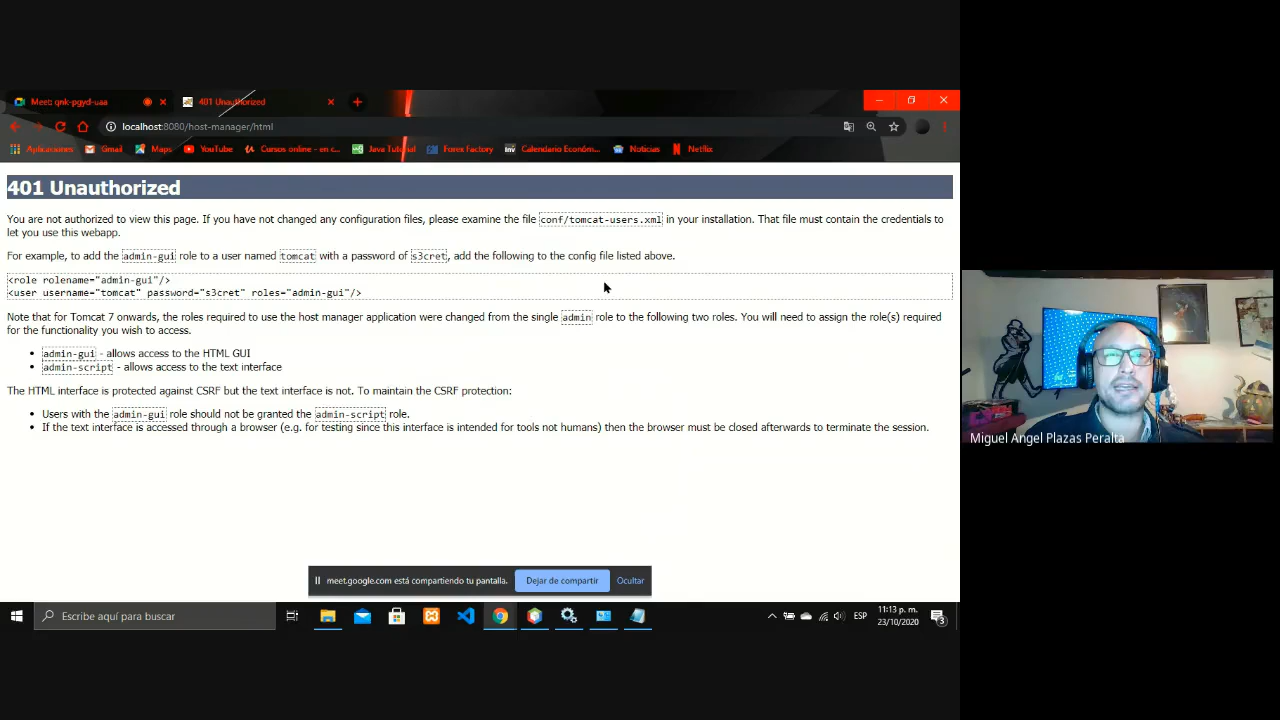 Meet: qnk-pgyd-uaa
401 Unauthorized
localhost:8080/host-manager/html
Aplicaciones
Gmail
Maps
YouTube
Cursos online - en c...
Java Tutorial
Forex Factory
Calendario Económ...
Noticias
Netflix
401 Unauthorized
You are not authorized to view this page. If you have not changed any configuration files, please examine the file conf/tomcat-users.xml in your installation. That file must contain the credentials to
let you use this webapp.
For example, to add the admin-gui role to a user named tomcat with a password of s3cret, add the following to the config file listed above.
<role rolename="admin-gui"/>
<user username="tomcat" password="s3cret" roles="admin-gui"/>
Note that for Tomcat 7 onwards, the roles required to use the host manager application were changed from the single admin role to the following two roles. You will need to assign the role(s) required
for the functionality you wish to access.
• admin-gui - allows access to the HTML GUI
• admin-script - allows access to the text interface
The HTML interface is protected against CSRF but the text interface is not. To maintain the CSRF protection:
• Users with the admin-gui role should not be granted the admin-script role.
• If the text interface is accessed through a browser (e.g. for testing since this interface is intended for tools not humans) then the browser must be closed afterwards to terminate the session.
Miguel Angel Plazas Peralta
meet.google.com está compartiendo tu pantalla.
Dejar de compartir
Ocultar
Escribe aquí para buscar
ESP
11:13 p. m.
23/10/2020
3